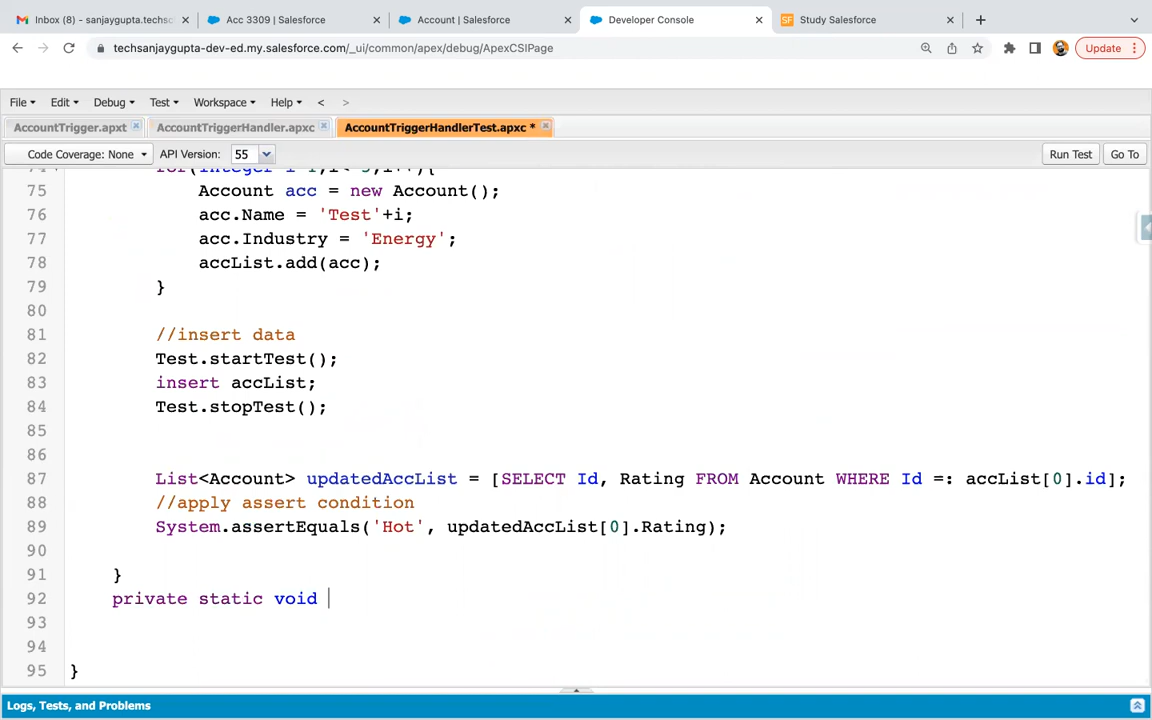 Inbox (9) - sanjaygupta.techsc
Acc 3309 | Salesforce
Account | Salesforce
Developer Console
SF Study Salesforce
techsanjaygupta-dev-ed.my.salesforce.com/_ui/common/apex/debug/ApexCSIPage
Update
File Edit Debug Test Workspace Help < >
AccountTrigger.apxt AccountTriggerHandler.apxc AccountTriggerHandlerTest.apxc *
Code Coverage: None API Version: 55 Run Test Go To
75 Account acc = new Account();
76 acc.Name = 'Test'+i;
77 acc.Industry = 'Energy';
78 accList.add(acc);
79 }
80
81 //insert data
82 Test.startTest();
83 insert accList;
84 Test.stopTest();
85
86
87 List<Account> updatedAccList = [SELECT Id, Rating FROM Account WHERE Id =: accList[0].id];
88 //apply assert condition
89 System.assertEquals('Hot', updatedAccList[0].Rating);
90
91 }
92 private static void
93
94
95 }
Logs, Tests, and Problems